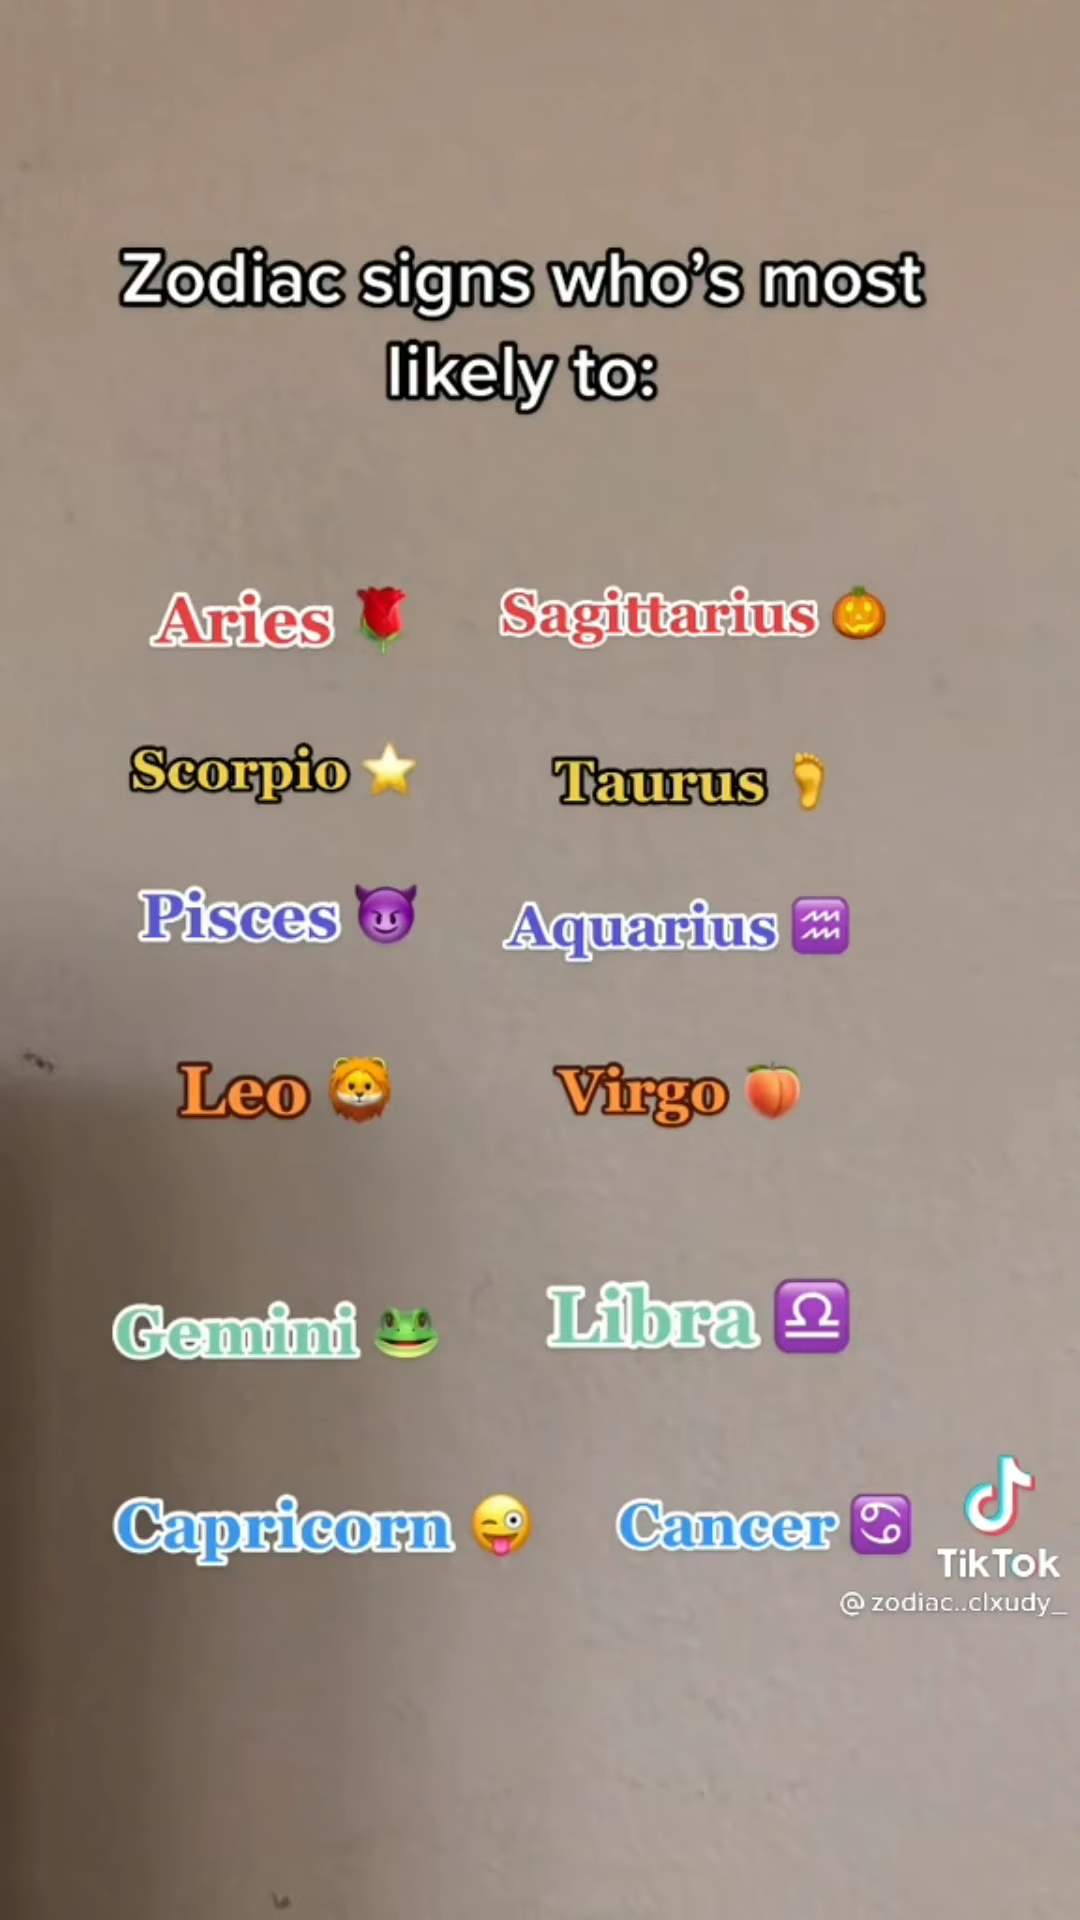 Zodiac signs who's most
likely to:
Aries 🌹 Sagittarius 🎃
Scorpio ⭐ Taurus 🦶
Pisces 😈 Aquarius ♒
Leo 🦁 Virgo 🍑
Gemini 🐸 Libra ♎
Capricorn 😜 Cancer ♋
TikTok
@zodiac..clxudy_